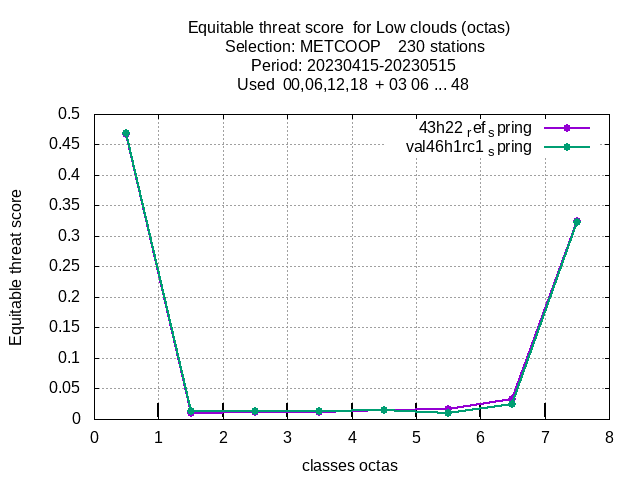 Equitable threat score  for Low clouds (octas)
Selection: METCOOP    230 stations
Period: 20230415-20230515
Used  00,06,12,18  + 03 06 ... 48
43h22 ref spring
val46h1rc1 spring
0.5
0.45
0.4
0.35
0.3
0.25
0.2
0.15
0.1
0.05
0
Equitable threat score
0 1 2 3 4 5 6 7 8
classes octas